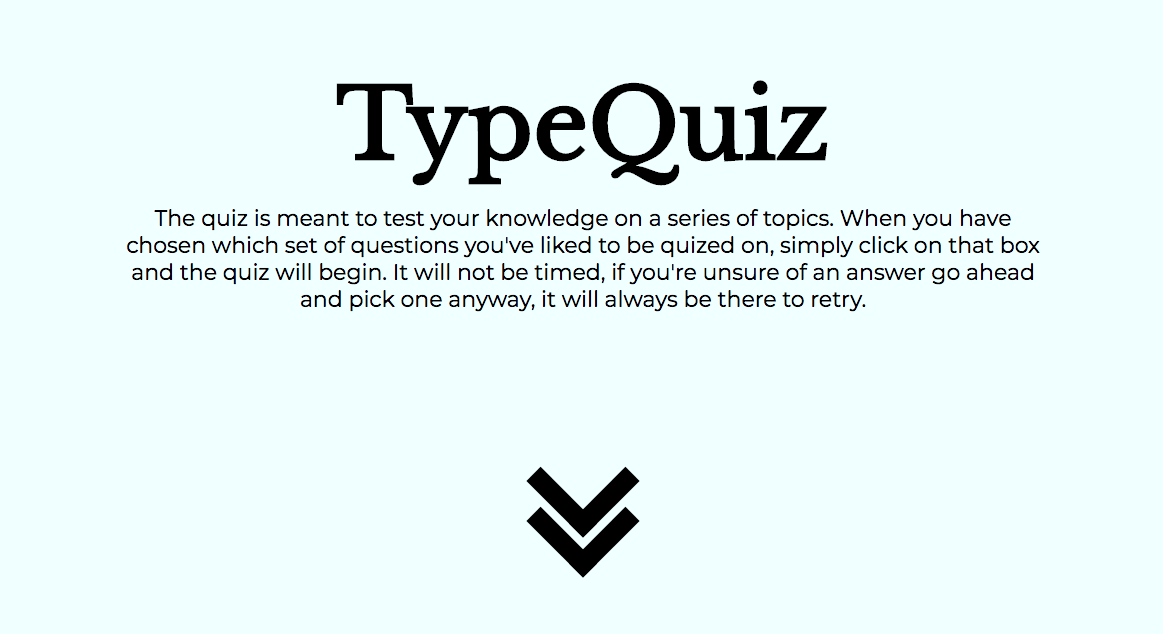 TypeQuiz
The quiz is meant to test your knowledge on a series of topics. When you have
chosen which set of questions you've liked to be quized on, simply click on that box
and the quiz will begin. It will not be timed, if you're unsure of an answer go ahead
and pick one anyway, it will always be there to retry.